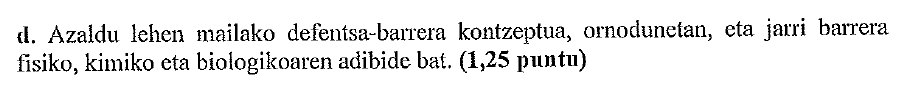 d. Azaldu lehen mailako defentsa-barrera kontzeptua, ornodunetan, eta jarri barrera
fisiko, kimiko eta biologikoaren adibide bat. (1,25 puntu)